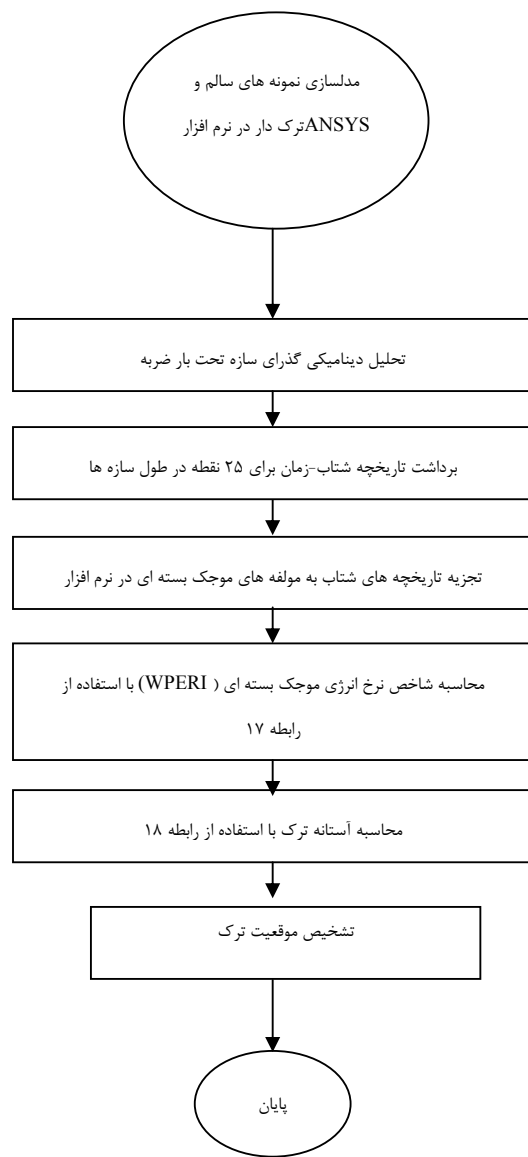 مدلسازی نمونه های سالم و
ترک دار در نرم افزار ANSYS
تحلیل دینامیکی گذرای سازه تحت بار ضربه
برداشت تاریخچه شتاب-زمان برای ۲۵ نقطه در طول سازه ها
تجزیه تاریخچه های شتاب به مولفه های موجک بسته ای در نرم افزار
محاسبه شاخص نرخ انرژی موجک بسته ای ( WPERI) با استفاده از
رابطه ۱۷
محاسبه آستانه ترک با استفاده از رابطه ۱۸
تشخیص موقعیت ترک
پایان